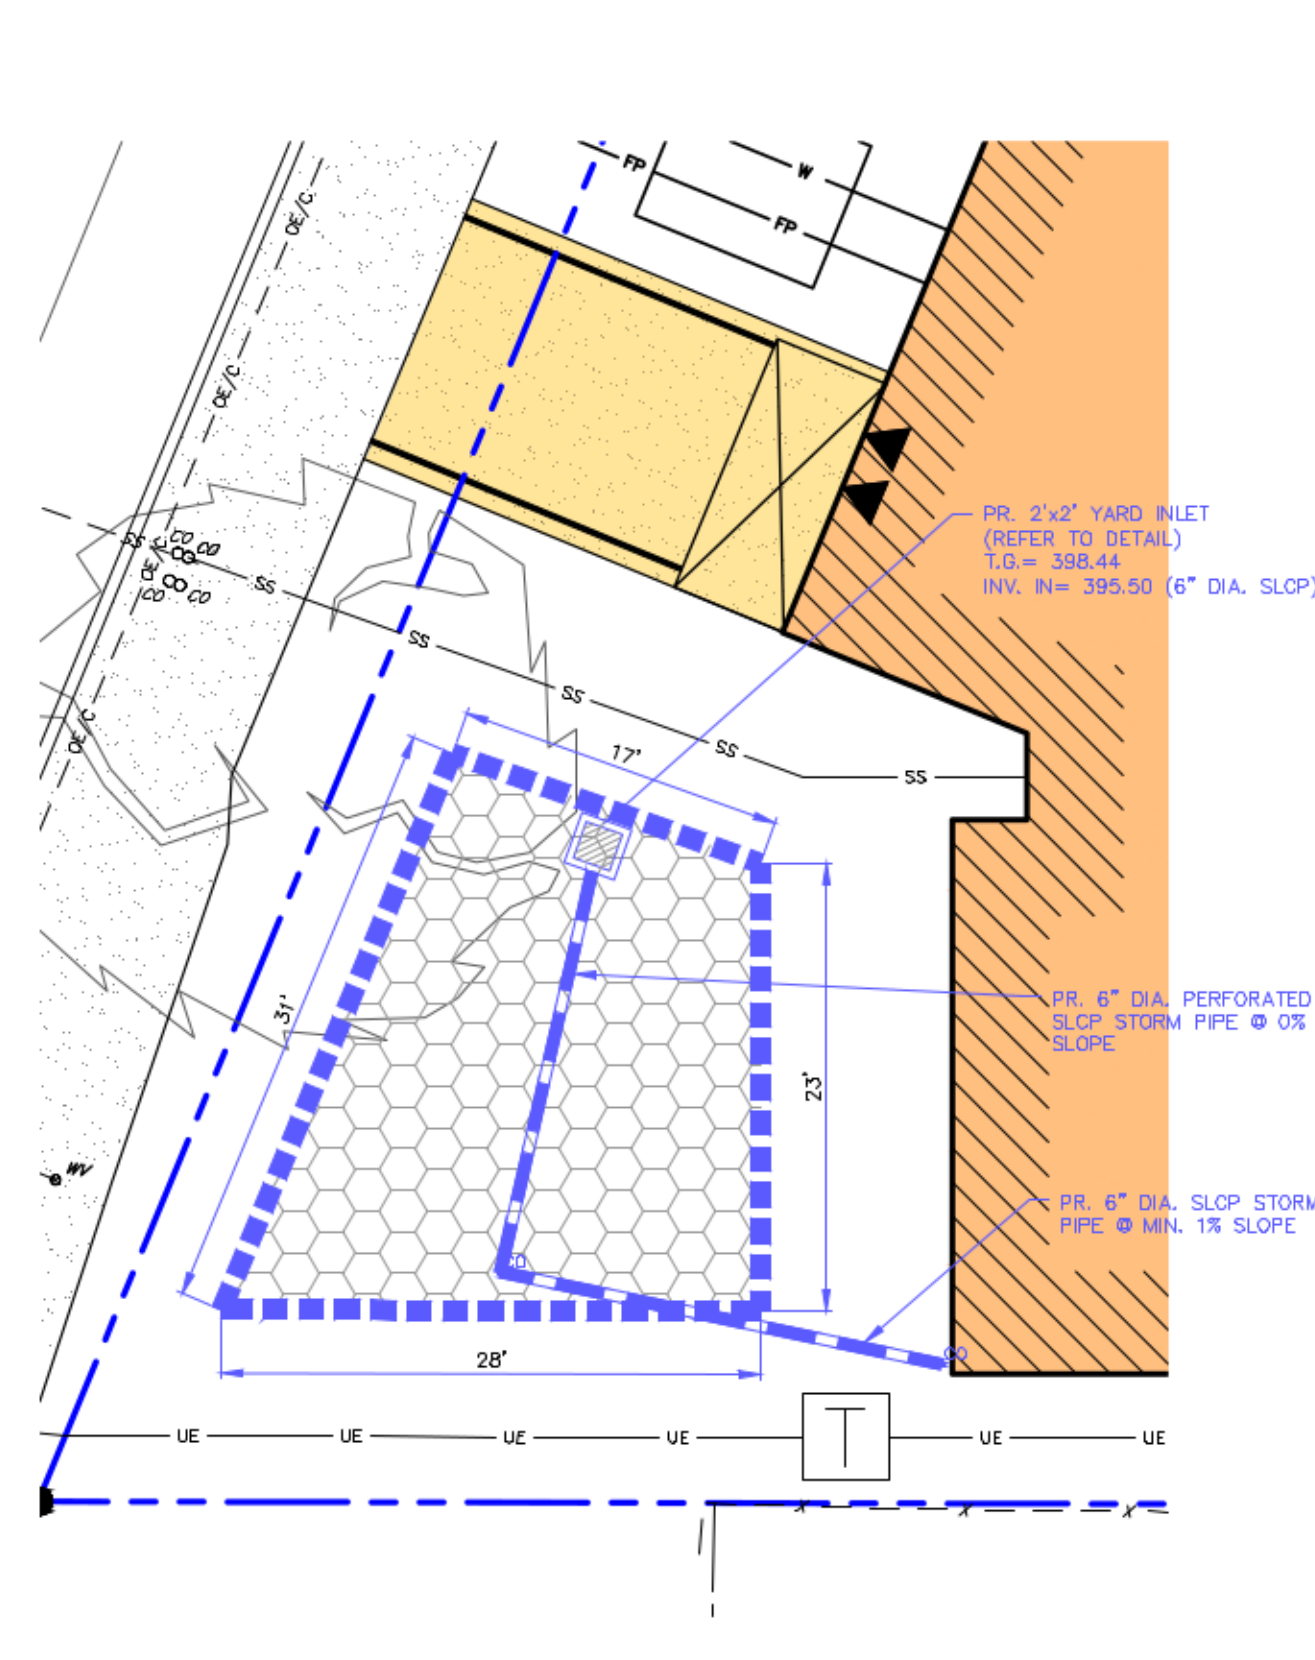 FP
W
FP
OE/C
OE/C
PR. 2'x2' YARD INLET
(REFER TO DETAIL)
T.G.= 398.44
INV. IN= 395.50 (6" DIA. SLCP)
SS
CO CO
OE/C
CO CO
SS
SS
SS
SS
SS
OE/C
17'
31'
PR. 6" DIA. PERFORATED
SLCP STORM PIPE @ 0%
SLOPE
23'
WV
PR. 6" DIA. SLCP STORM
PIPE @ MIN. 1% SLOPE
CO
CO
28'
T
UE
UE
UE
UE
UE
UE
X
X
X